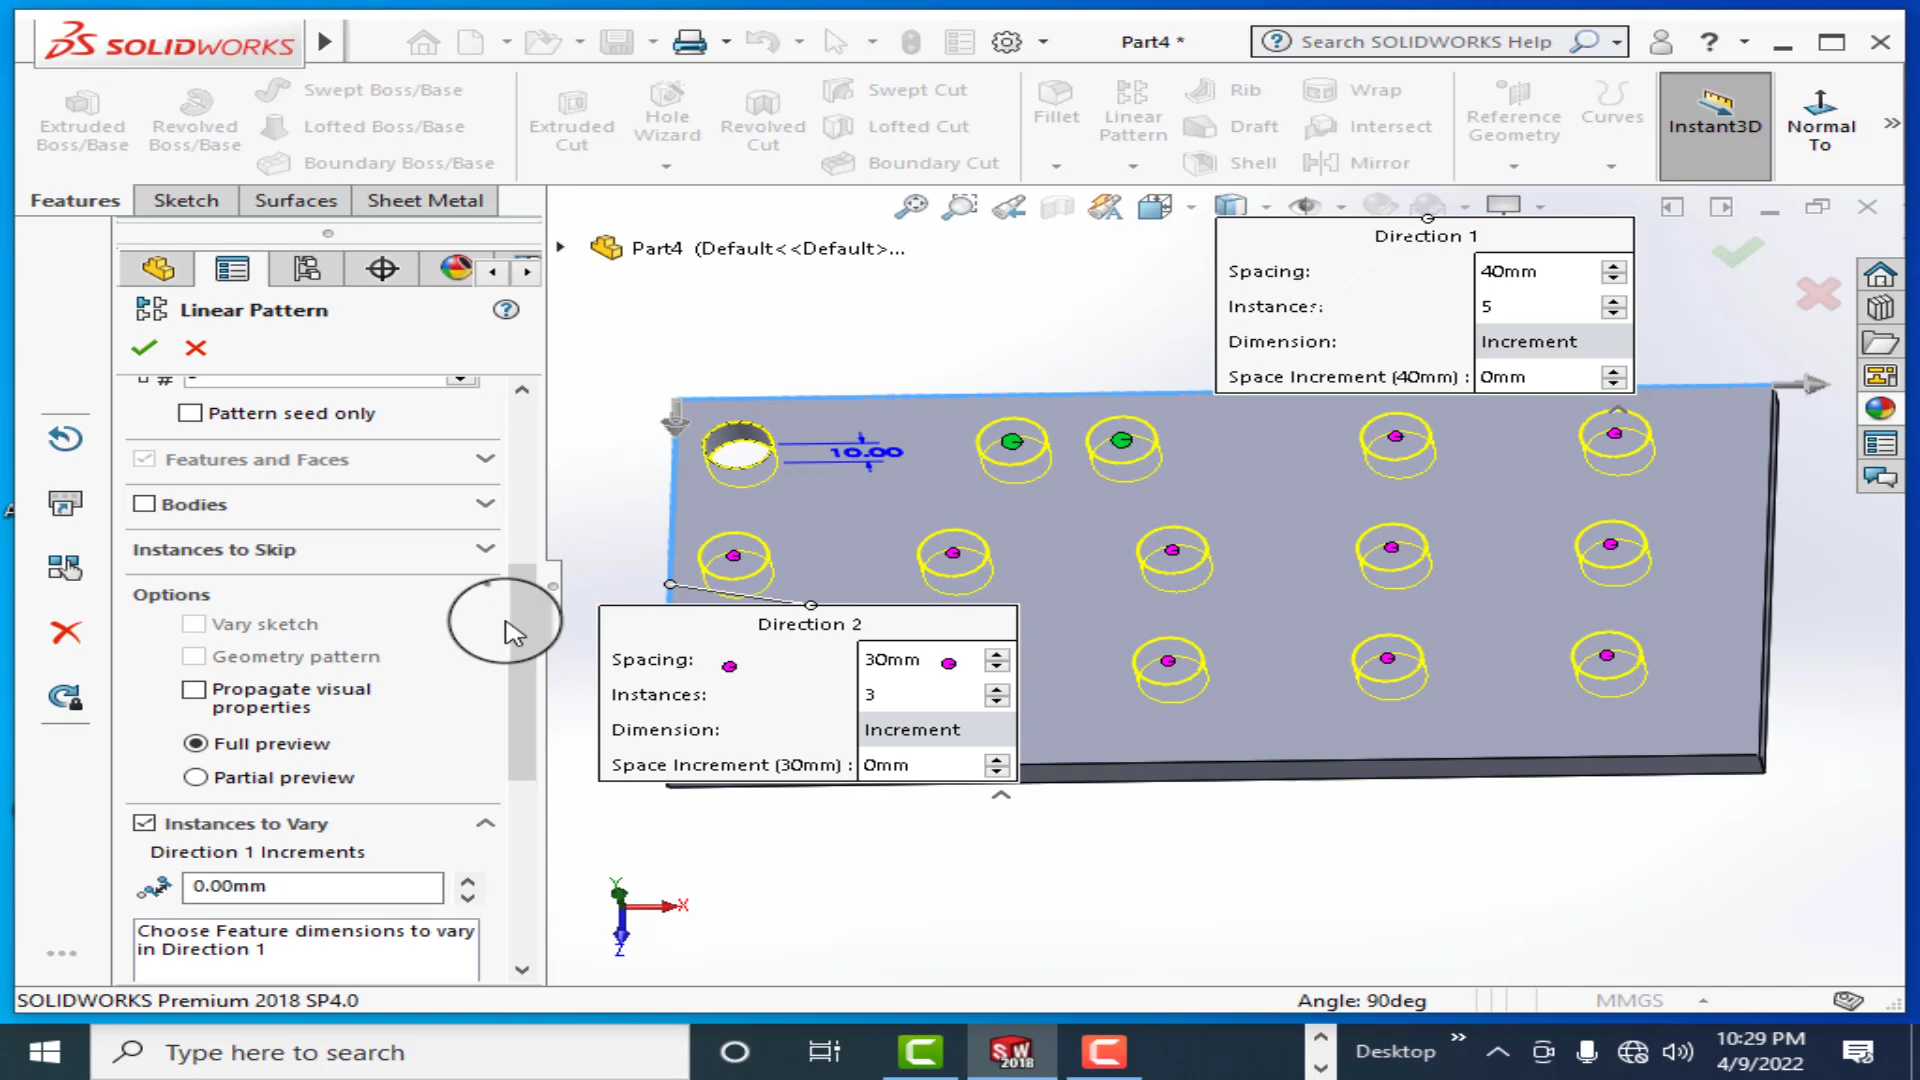 SOLIDWORKS
Part4 *
Search SOLIDWORKS Help
Extruded Boss/Base
Revolved Boss/Base
Swept Boss/Base
Lofted Boss/Base
Boundary Boss/Base
Extruded Cut
Hole Wizard
Revolved Cut
Swept Cut
Lofted Cut
Boundary Cut
Fillet
Linear Pattern
Rib
Draft
Shell
Wrap
Intersect
Mirror
Reference Geometry
Curves
Instant3D
Normal To
Features
Sketch
Surfaces
Sheet Metal
Part4 (Default<<Default>...
Linear Pattern
Pattern seed only
Features and Faces
Bodies
Instances to Skip
Options
Vary sketch
Geometry pattern
Propagate visual
properties
Full preview
Partial preview
Instances to Vary
Direction 1 Increments
0.00mm
Choose Feature dimensions to vary
in Direction 1
Direction 1
Spacing: 40mm
Instances: 5
Dimension: Increment
Space Increment (40mm) : 0mm
10.00
Direction 2
Spacing: 30mm
Instances: 3
Dimension: Increment
Space Increment (30mm) : 0mm
Y
X
Z
SOLIDWORKS Premium 2018 SP4.0
Angle: 90deg
MMGS
Type here to search
SW
2018
Desktop
10:29 PM
4/9/2022